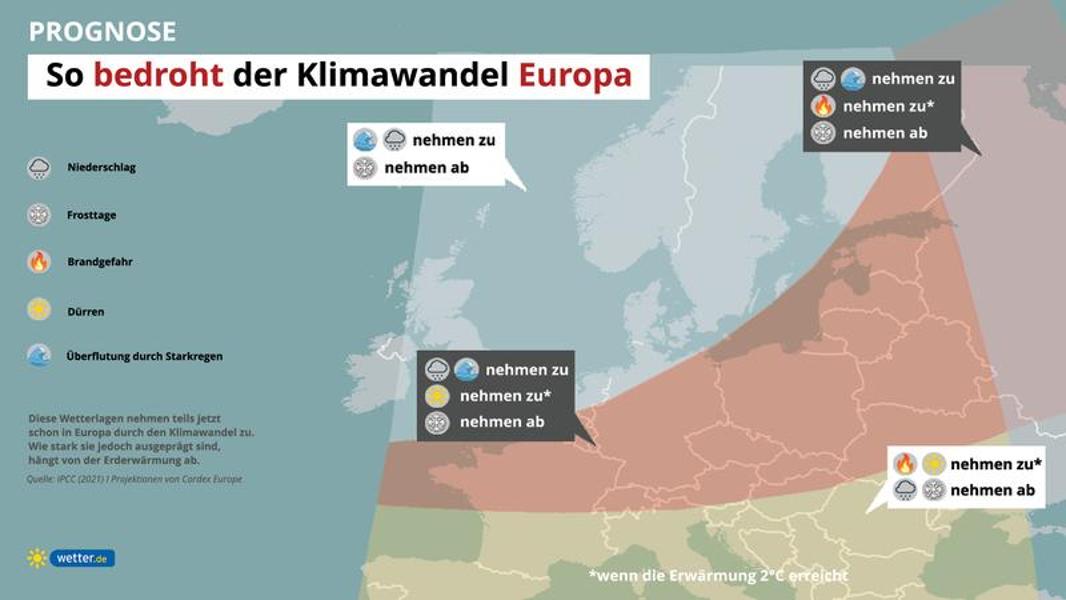 PROGNOSE
So bedroht der Klimawandel Europa
nehmen zu
nehmen zu*
nehmen ab
nehmen zu
nehmen ab
Niederschlag
Frosttage
Brandgefahr
Dürren
Überflutung durch Starkregen
nehmen zu
nehmen zu*
nehmen ab
Diese Wetterlagen nehmen teils jetzt
schon in Europa durch den Klimawandel zu.
Wie stark sie jedoch ausgeprägt sind,
hängt von der Erderwärmung ab.
Quelle: IPCC (2021) I Projektionen von Cordex Europe
nehmen zu*
nehmen ab
wetter.de
*wenn die Erwärmung 2°C erreicht